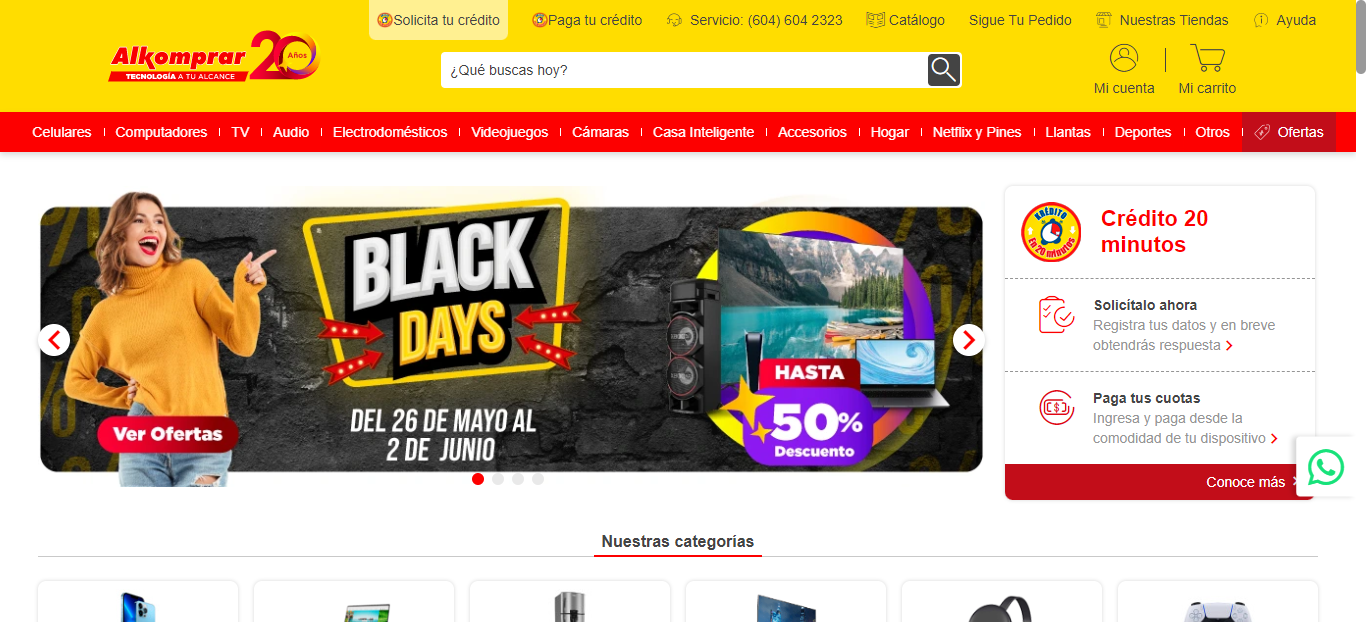 Solicita tu crédito
Paga tu crédito
Servicio: (604) 604 2323
Catálogo
Sigue Tu Pedido
Nuestras Tiendas
Ayuda
Alkomprar 20 Años
TECNOLOGÍA A TU ALCANCE
¿Qué buscas hoy?
Mi cuenta
Mi carrito
Celulares
Computadores
TV
Audio
Electrodomésticos
Videojuegos
Cámaras
Casa Inteligente
Accesorios
Hogar
Netflix y Pines
Llantas
Deportes
Otros
Ofertas
BLACK
DAYS
DEL 26 DE MAYO AL
2 DE JUNIO
Ver Ofertas
HASTA
50%
Descuento
KRÉDITO
En 20 minutos
Crédito 20
minutos
Solicítalo ahora
Registra tus datos y en breve
obtendrás respuesta
Paga tus cuotas
Ingresa y paga desde la
comodidad de tu dispositivo
Conoce más
Nuestras categorías